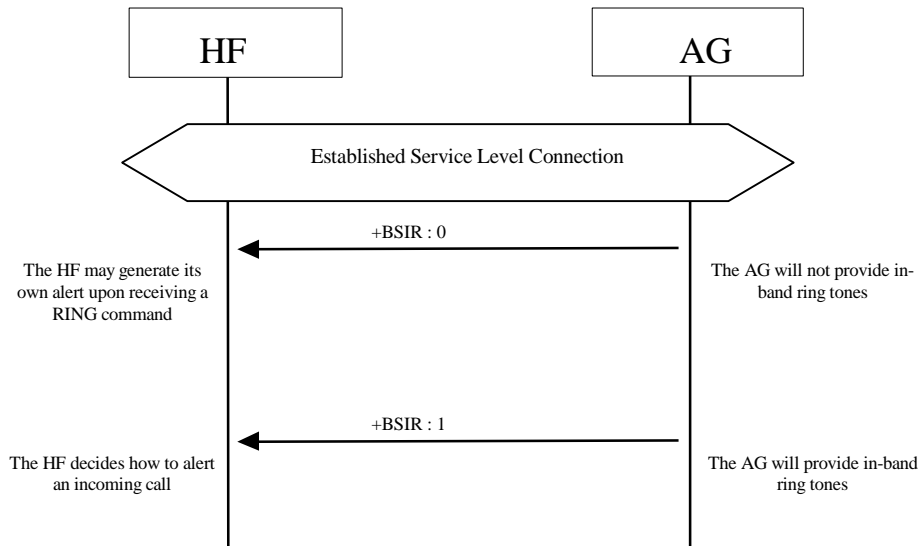 HF
AG
Established Service Level Connection
+BSIR : 0
The HF may generate its
own alert upon receiving a
RING command
The AG will not provide in-
band ring tones
+BSIR : 1
The HF decides how to alert
an incoming call
The AG will provide in-band
ring tones